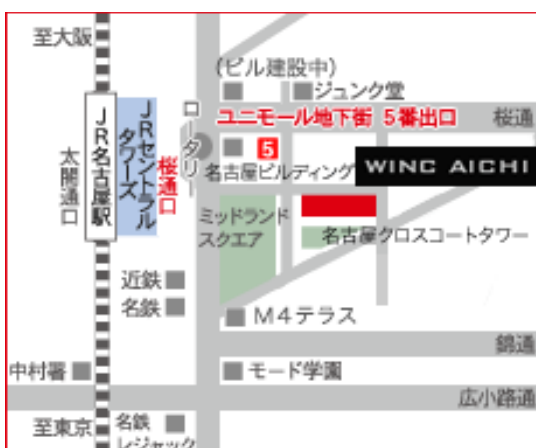 至大阪
(ビル建設中)
ジュンク堂
ユニモール地下街 5番出口
桜通
ロータリー
JRセントラル
タワーズ
JR名古屋駅
桜通口
太閤通口
5
名古屋ビルディング
WINC AICHI
ミッドランド
スクエア
名古屋クロスコートタワー
近鉄
名鉄
M4テラス
錦通
中村署
モード学園
広小路通
至東京
名鉄
レジャック